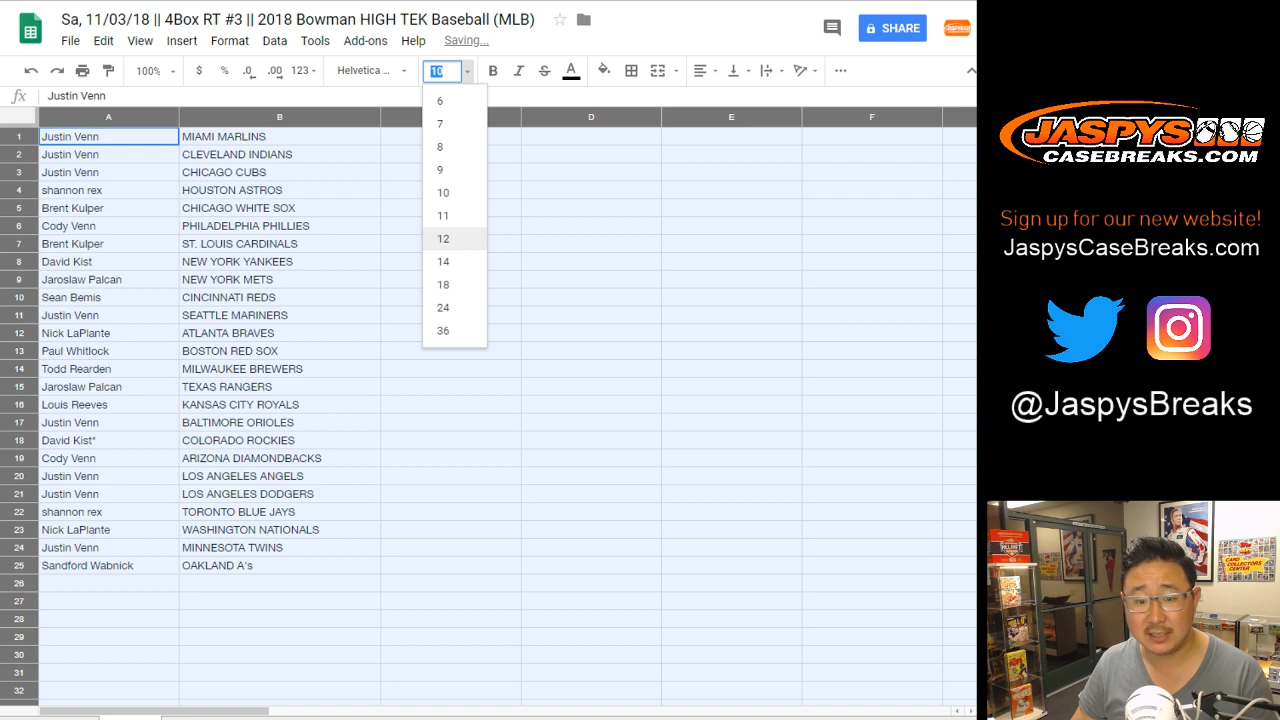 Sa, 11/03/18 || 4Box RT #3 || 2018 Bowman HIGH TEK Baseball (MLB)
File Edit View Insert Format Data Tools Add-ons Help Saving...
SHARE
100% $ % .0 .00 123 Helvetica ... 10 B I S A
fx Justin Venn
A B D E F
1 Justin Venn MIAMI MARLINS
2 Justin Venn CLEVELAND INDIANS
3 Justin Venn CHICAGO CUBS
4 shannon rex HOUSTON ASTROS
5 Brent Kulper CHICAGO WHITE SOX
6 Cody Venn PHILADELPHIA PHILLIES
7 Brent Kulper ST. LOUIS CARDINALS
8 David Kist NEW YORK YANKEES
9 Jaroslaw Palcan NEW YORK METS
10 Sean Bemis CINCINNATI REDS
11 Justin Venn SEATTLE MARINERS
12 Nick LaPlante ATLANTA BRAVES
13 Paul Whitlock BOSTON RED SOX
14 Todd Rearden MILWAUKEE BREWERS
15 Jaroslaw Palcan TEXAS RANGERS
16 Louis Reeves KANSAS CITY ROYALS
17 Justin Venn BALTIMORE ORIOLES
18 David Kist* COLORADO ROCKIES
19 Cody Venn ARIZONA DIAMONDBACKS
20 Justin Venn LOS ANGELES ANGELS
21 Justin Venn LOS ANGELES DODGERS
22 shannon rex TORONTO BLUE JAYS
23 Nick LaPlante WASHINGTON NATIONALS
24 Justin Venn MINNESOTA TWINS
25 Sandford Wabnick OAKLAND A's
26
27
28
29
30
31
32
6
7
8
9
10
11
12
14
18
24
36
JASPYS
CASEBREAKS.COM
Sign up for our new website!
JaspysCaseBreaks.com
@JaspysBreaks
CARD
COLLECTORS
CENTER